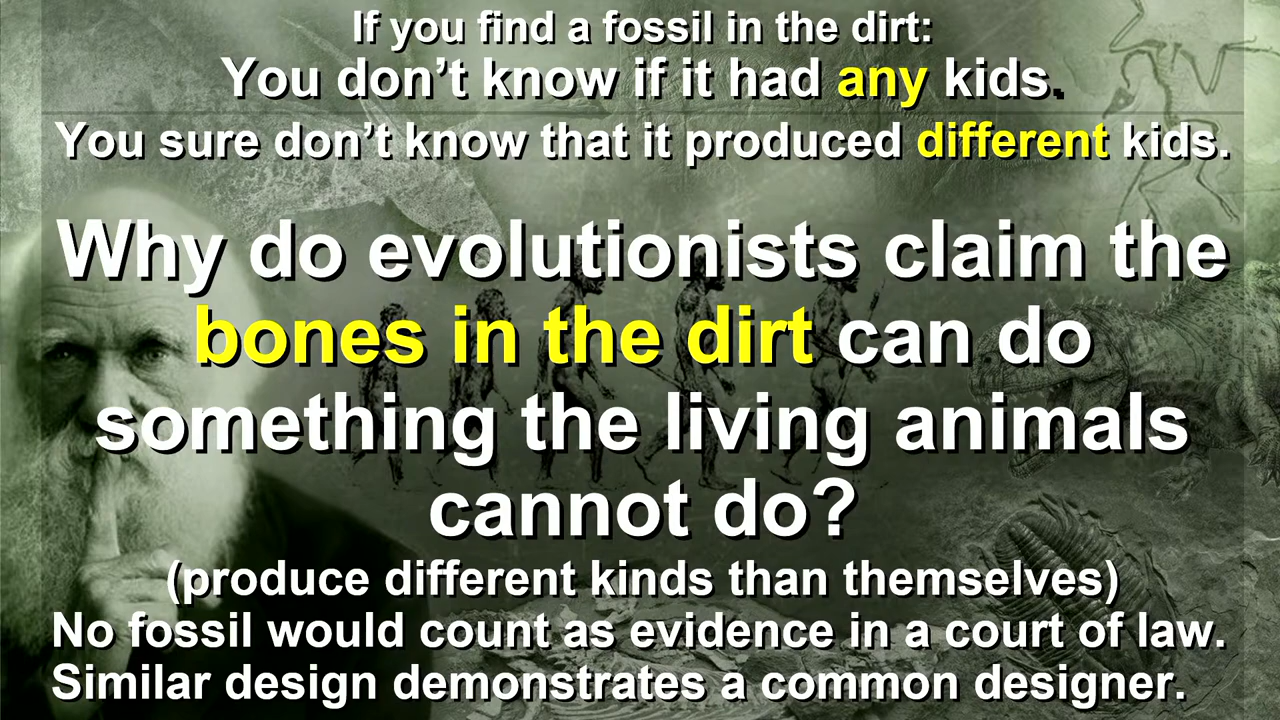 If you find a fossil in the dirt:
You don't know if it had any kids.
You sure don't know that it produced different kids.
Why do evolutionists claim the
bones in the dirt can do
something the living animals
cannot do?
(produce different kinds than themselves)
No fossil would count as evidence in a court of law.
Similar design demonstrates a common designer.